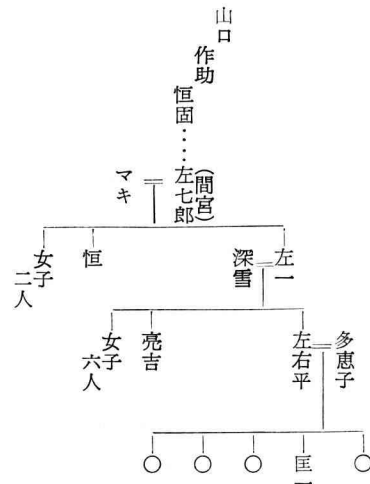 山口
作助
恒固……左七郎
(間宮)
マキ
左一
深雪
恒
女子
二人
多恵子
左右平
亮吉
女子
六人
○
匡一
○
○
○